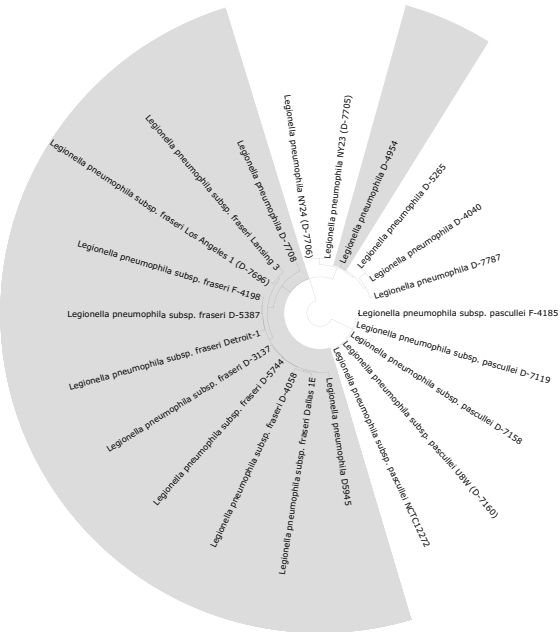 Legionella pneumophila NY24 (D-7706)
Legionella pneumophila NY23 (D-7705)
Legionella pneumophila D-4954
Legionella pneumophila D-5265
Legionella pneumophila D-4040
Legionella pneumophila D-7787
Legionella pneumophila subsp. pascullei F-4185
Legionella pneumophila subsp. pascullei D-7119
Legionella pneumophila subsp. pascullei D-7158
Legionella pneumophila subsp. pascullei U8W (D-7160)
Legionella pneumophila subsp. pascullei NCTC12272
Legionella pneumophila D5945
Legionella pneumophila subsp. fraseri Dallas 1E
Legionella pneumophila subsp. fraseri D-4058
Legionella pneumophila subsp. fraseri D-5744
Legionella pneumophila subsp. fraseri D-3137
Legionella pneumophila subsp. fraseri Detroit-1
Legionella pneumophila subsp. fraseri D-5387
Legionella pneumophila subsp. fraseri F-4198
Legionella pneumophila subsp. fraseri Los Angeles 1 (D-7696)
Legionella pneumophila subsp. fraseri Lansing 3
Legionella pneumophila D-7708